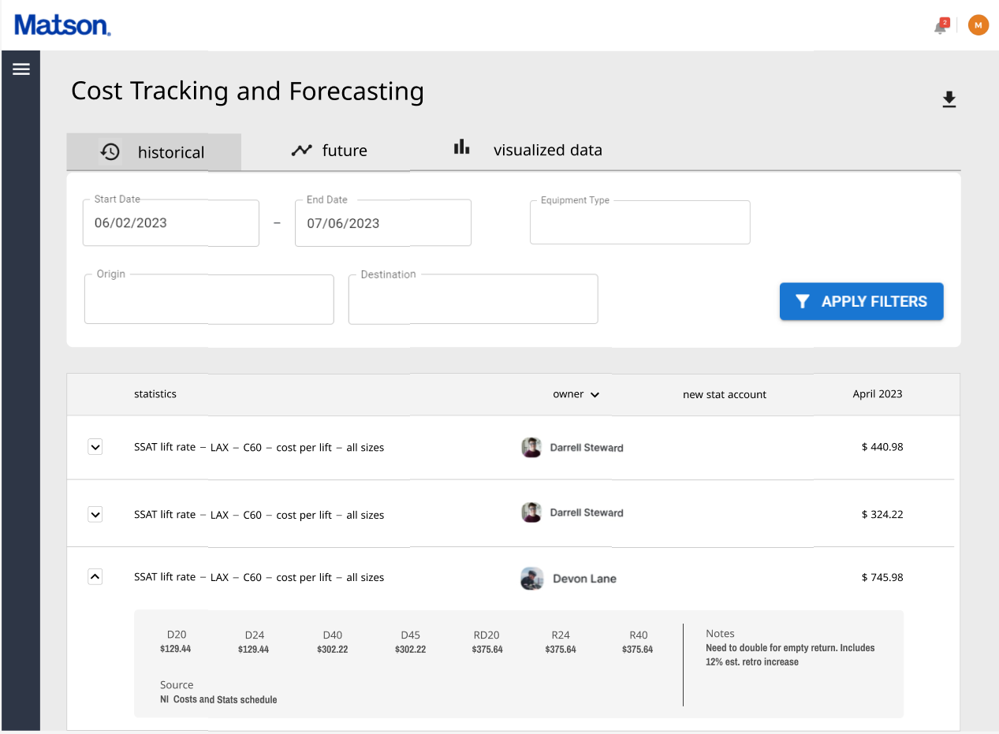 Matson®
2
M
Cost Tracking and Forecasting
historical future visualized data
Start Date End Date Equipment Type
06/02/2023 – 07/06/2023
Origin Destination
APPLY FILTERS
statistics owner new stat account April 2023
SSAT lift rate – LAX – C60 – cost per lift – all sizes Darrell Steward $ 440.98
SSAT lift rate – LAX – C60 – cost per lift – all sizes Darrell Steward $ 324.22
SSAT lift rate – LAX – C60 – cost per lift – all sizes Devon Lane $ 745.98
D20 D24 D40 D45 RD20 R24 R40
$129.44 $129.44 $302.22 $302.22 $375.64 $375.64 $375.64
Notes
Need to double for empty return. Includes
12% est. retro increase
Source
NI Costs and Stats schedule